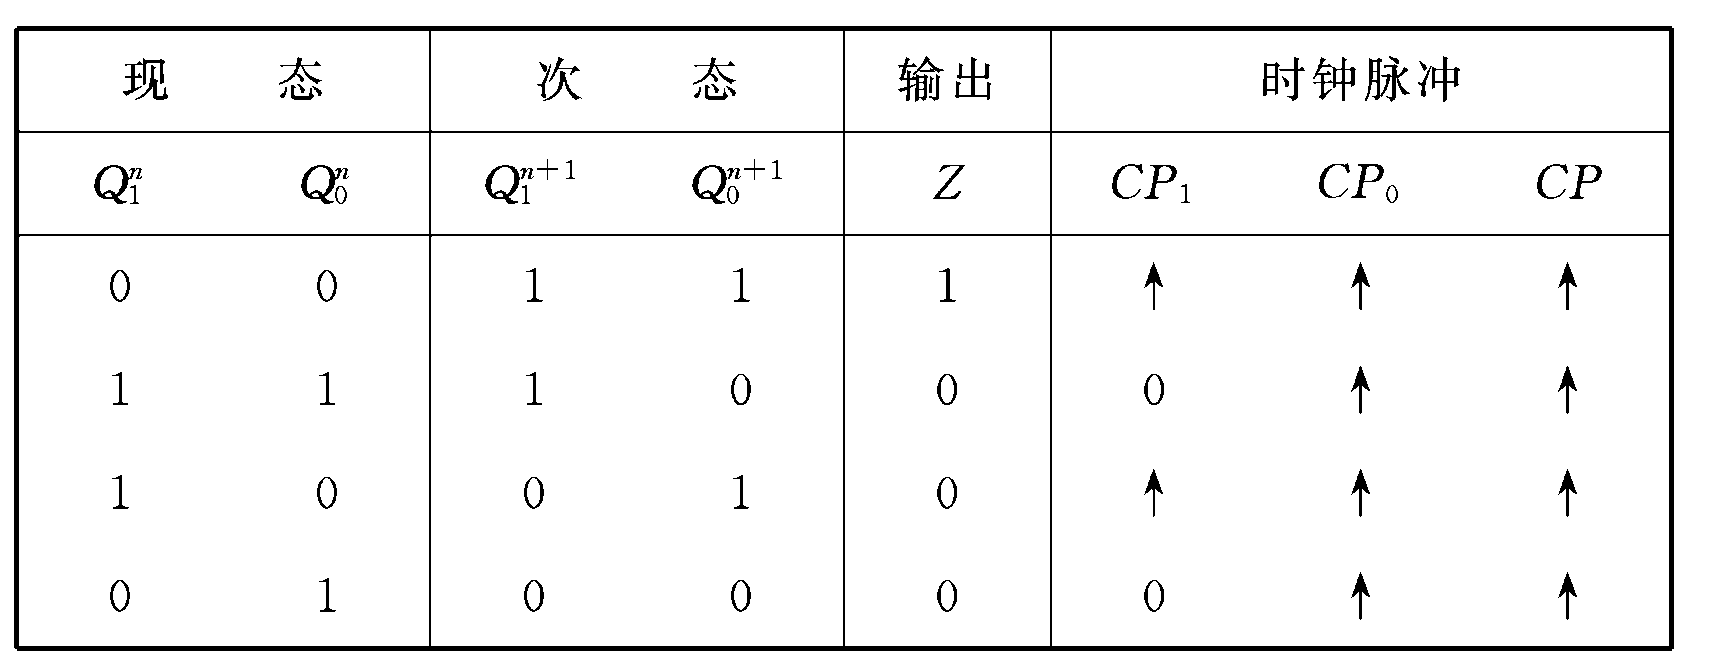 现 态 次 态 输出 时钟脉冲
Q₁ⁿ Q₀ⁿ Q₁ⁿ⁺¹ Q₀ⁿ⁺¹ Z CP₁ CP₀ CP
0 0 1 1 1 ↑ ↑ ↑
1 1 1 0 0 0 ↑ ↑
1 0 0 1 0 ↑ ↑ ↑
0 1 0 0 0 0 ↑ ↑